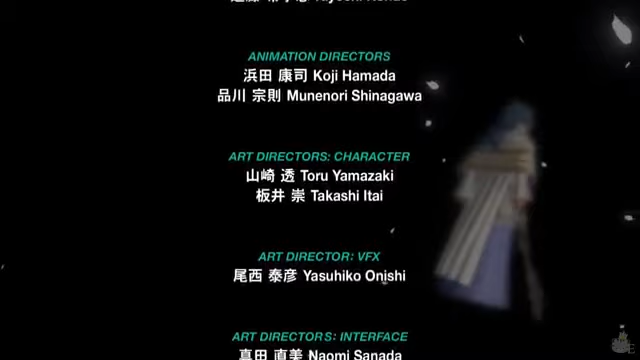 ANIMATION DIRECTORS
浜田 康司 Koji Hamada
品川 宗則 Munenori Shinagawa
ART DIRECTORS: CHARACTER
山崎 透 Toru Yamazaki
板井 崇 Takashi Itai
ART DIRECTOR: VFX
尾西 泰彦 Yasuhiko Onishi
ART DIRECTORS: INTERFACE
真田 直美 Naomi Sanada